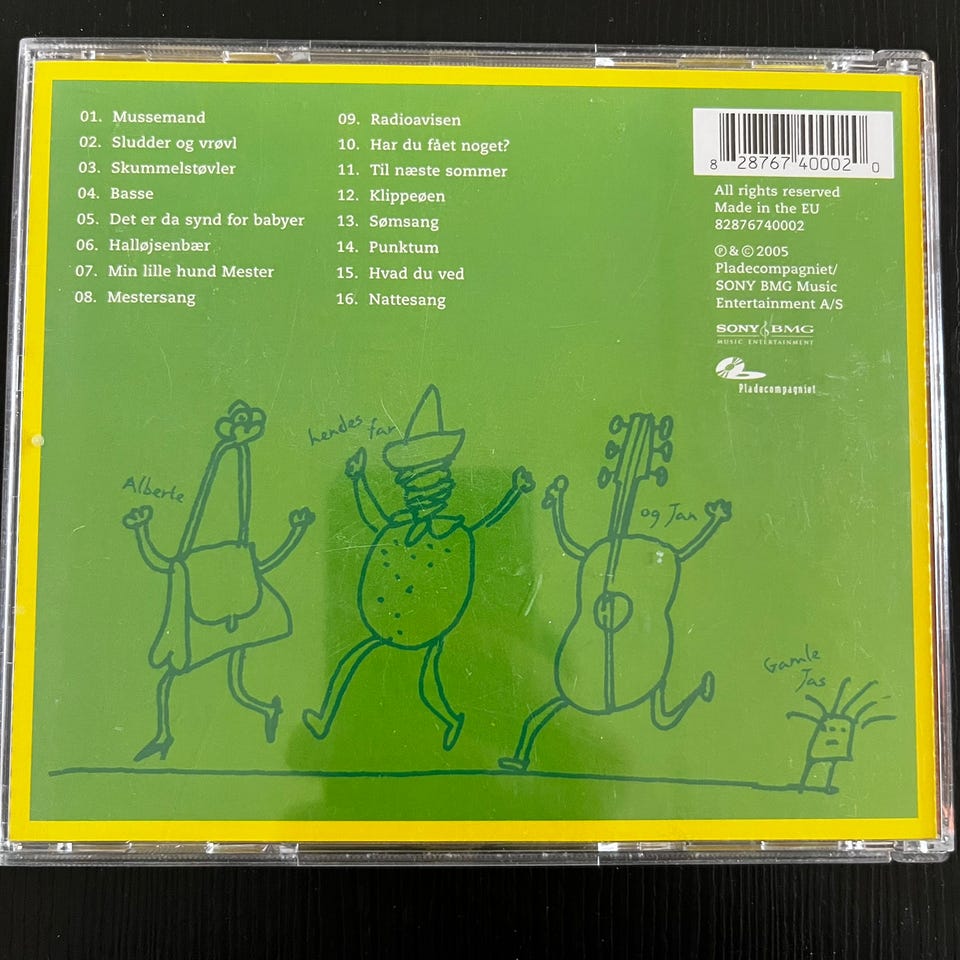 01. Mussemand
02. Sludder og vrøvl
03. Skummelstøvler
04. Basse
05. Det er da synd for babyer
06. Halløjsenbær
07. Min lille hund Mester
08. Mestersang
09. Radioavisen
10. Har du fået noget?
11. Til næste sommer
12. Klippeøen
13. Sømsang
14. Punktum
15. Hvad du ved
16. Nattesang
8 28767 40002 0
All rights reserved
Made in the EU
82876740002
℗ & © 2005
Pladecompagniet/
SONY BMG Music
Entertainment A/S
SONY BMG
MUSIC ENTERTAINMENT
Pladecompagniet
Alberte
hendes far
og Jan
Gamle
Jas